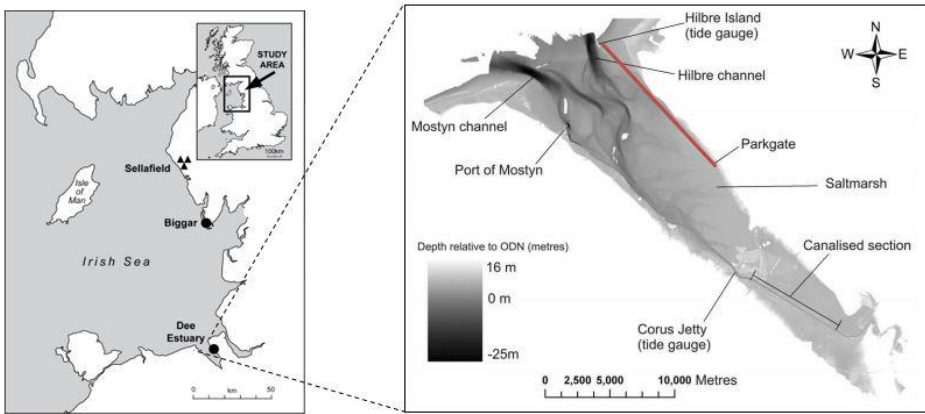 STUDY
AREA
100km
Sellafield
Isle
of
Man
Biggar
Irish Sea
Dee
Estuary
0 km 50
Hilbre Island
(tide gauge)
Hilbre channel
N
W E
S
Mostyn channel
Port of Mostyn
Parkgate
Saltmarsh
Depth relative to ODN (metres)
16 m
0 m
-25m
Canalised section
Corus Jetty
(tide gauge)
0 2,500 5,000 10,000 Metres